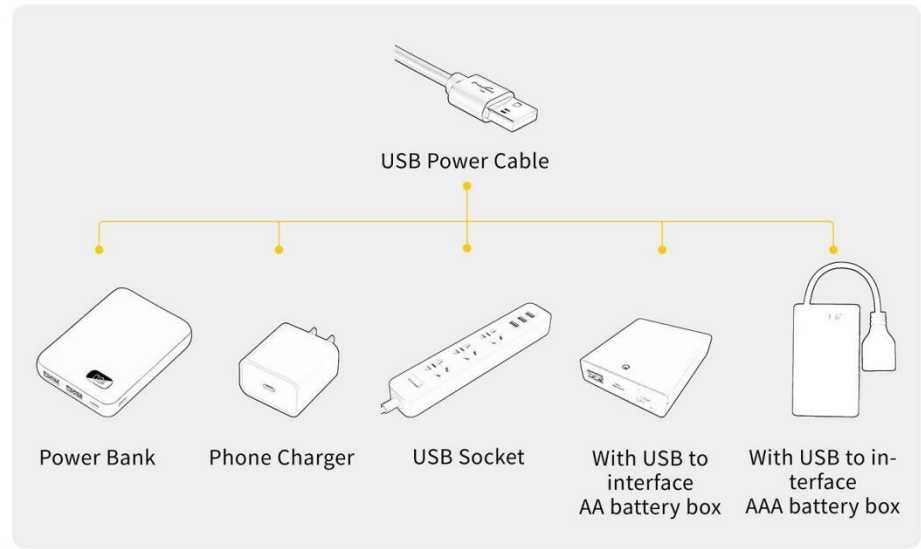 USB Power Cable
Power Bank
Phone Charger
USB Socket
With USB to
interface
AA battery box
With USB to in-
terface
AAA battery box